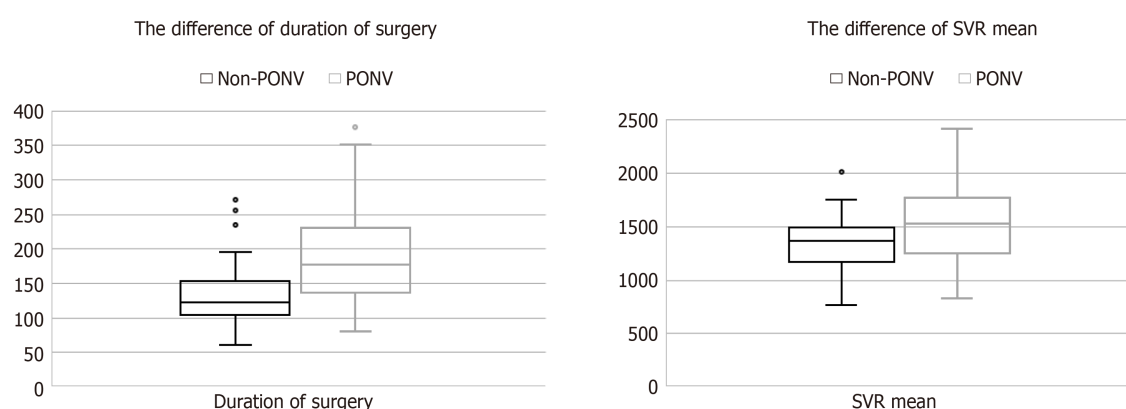 The difference of duration of surgery
Non-PONV PONV
400
350
300
250
200
150
100
50
0
Duration of surgery
The difference of SVR mean
Non-PONV PONV
2500
2000
1500
1000
500
0
SVR mean